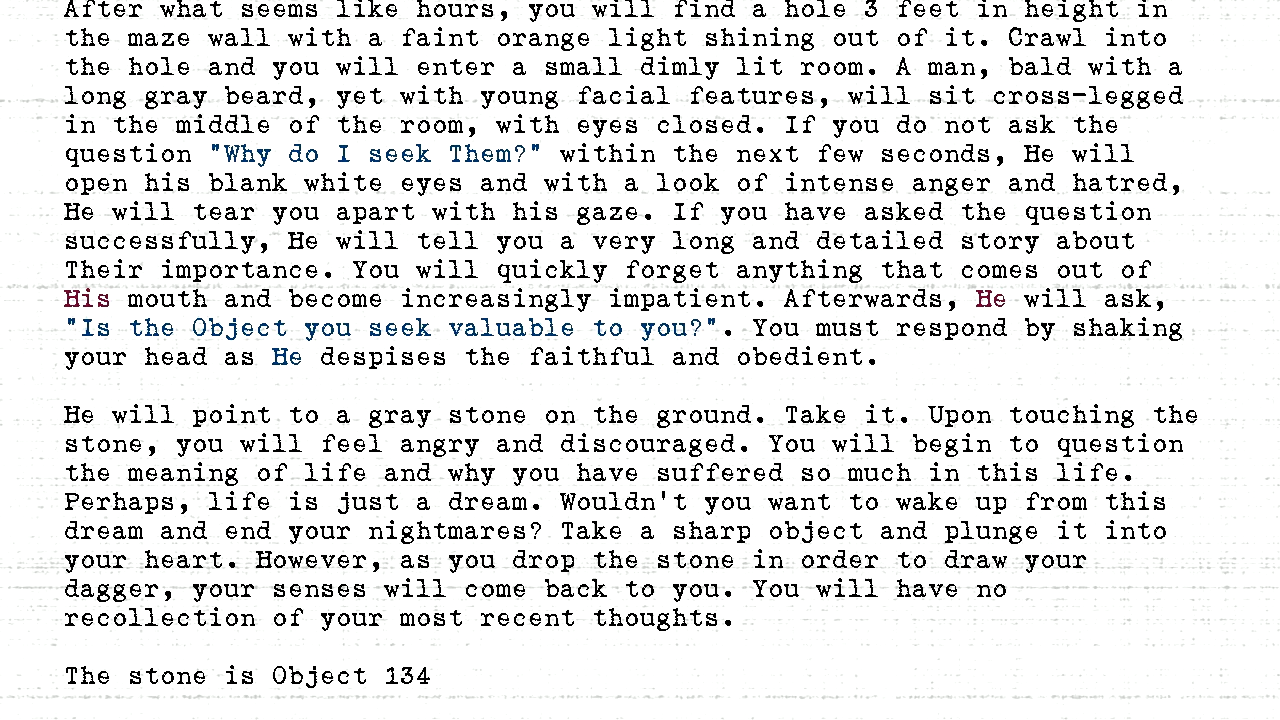 After what seems like hours, you will find a hole 3 feet in height in
the maze wall with a faint orange light shining out of it. Crawl into
the hole and you will enter a small dimly lit room. A man, bald with a
long gray beard, yet with young facial features, will sit cross-legged
in the middle of the room, with eyes closed. If you do not ask the
question "Why do I seek Them?" within the next few seconds, He will
open his blank white eyes and with a look of intense anger and hatred,
He will tear you apart with his gaze. If you have asked the question
successfully, He will tell you a very long and detailed story about
Their importance. You will quickly forget anything that comes out of
His mouth and become increasingly impatient. Afterwards, He will ask,
"Is the Object you seek valuable to you?". You must respond by shaking
your head as He despises the faithful and obedient.

He will point to a gray stone on the ground. Take it. Upon touching the
stone, you will feel angry and discouraged. You will begin to question
the meaning of life and why you have suffered so much in this life.
Perhaps, life is just a dream. Wouldn't you want to wake up from this
dream and end your nightmares? Take a sharp object and plunge it into
your heart. However, as you drop the stone in order to draw your
dagger, your senses will come back to you. You will have no
recollection of your most recent thoughts.

The stone is Object 134